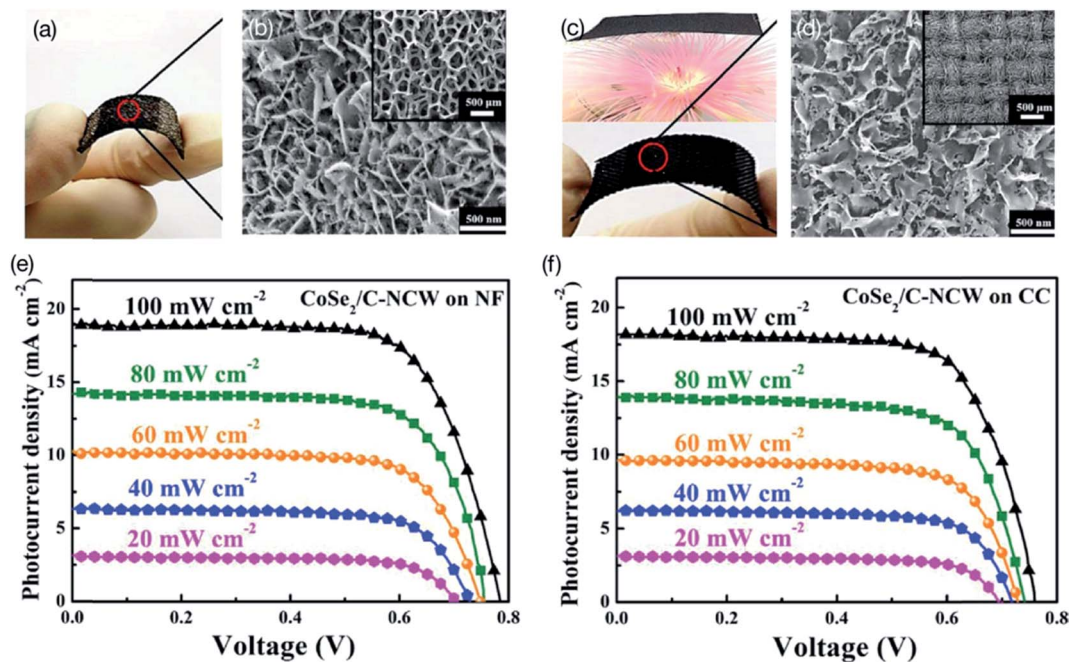 (a)
(b)
500 μm
500 nm
(c)
(d)
500 μm
500 nm
(e)
Photocurrent density (mA cm⁻²)
20
15
10
5
0
100 mW cm⁻²
CoSe₂/C-NCW on NF
80 mW cm⁻²
60 mW cm⁻²
40 mW cm⁻²
20 mW cm⁻²
0.0 0.2 0.4 0.6 0.8
Voltage (V)
(f)
Photocurrent density (mA cm⁻²)
20
15
10
5
0
100 mW cm⁻²
CoSe₂/C-NCW on CC
80 mW cm⁻²
60 mW cm⁻²
40 mW cm⁻²
20 mW cm⁻²
0.0 0.2 0.4 0.6 0.8
Voltage (V)